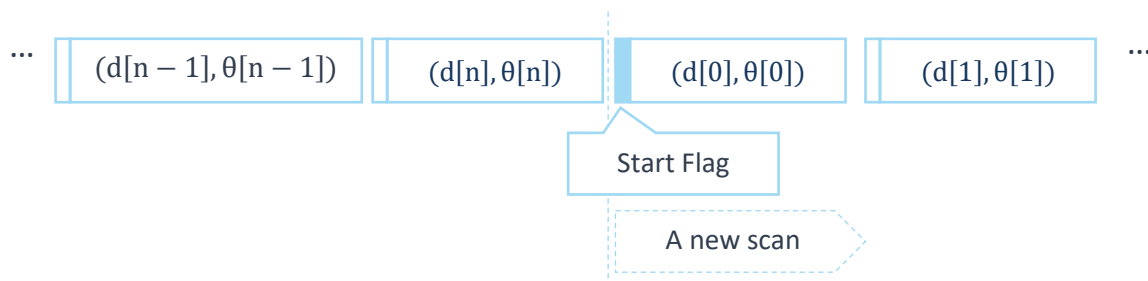 ... (d[n − 1], θ[n − 1]) (d[n], θ[n]) (d[0], θ[0]) (d[1], θ[1]) ...
Start Flag
A new scan